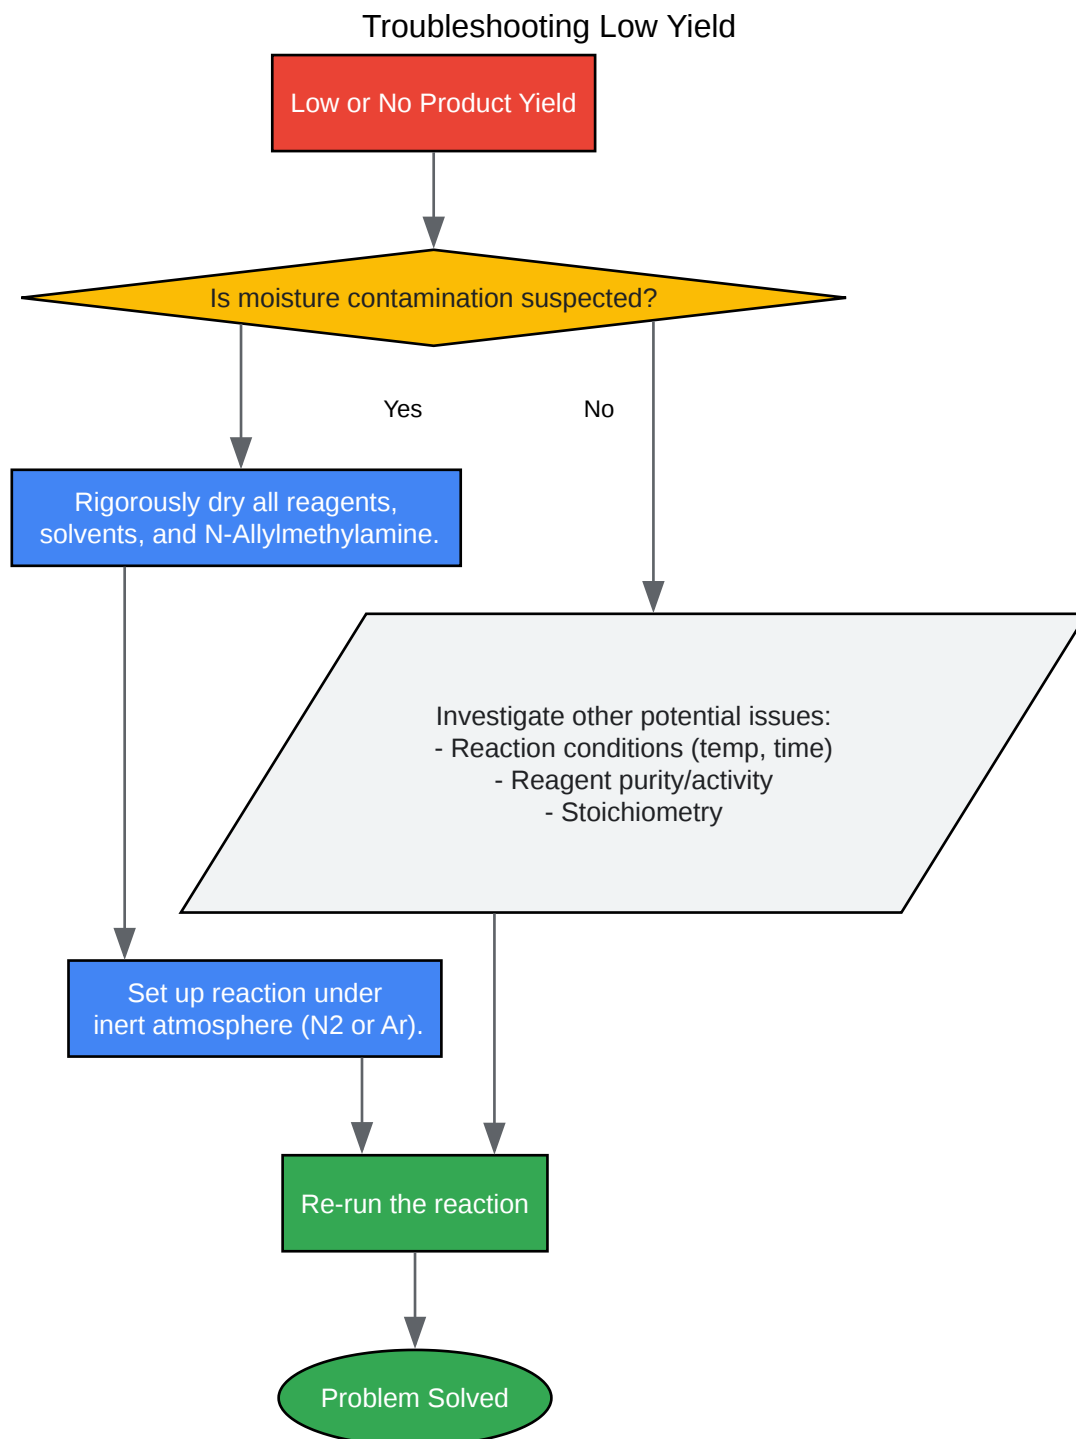 Troubleshooting Low Yield
Low or No Product Yield
Is moisture contamination suspected?
Yes
No
Rigorously dry all reagents,
solvents, and N-Allylmethylamine.
Investigate other potential issues:
- Reaction conditions (temp, time)
- Reagent purity/activity
- Stoichiometry
Set up reaction under
inert atmosphere (N2 or Ar).
Re-run the reaction
Problem Solved